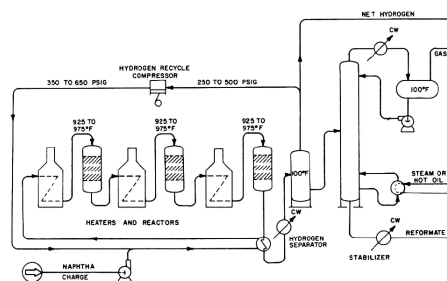 NET HYDROGEN
CW
GAS
HYDROGEN RECYCLE
COMPRESSOR
350 TO 650 PSIG
250 TO 500 PSIG
100°F
925 TO
975°F
925 TO
975°F
925 TO
975°F
100°F
STEAM OR
HOT OIL
HEATERS AND REACTORS
CW
HYDROGEN
SEPARATOR
CW
REFORMATE
STABILIZER
NAPHTHA
CHARGE